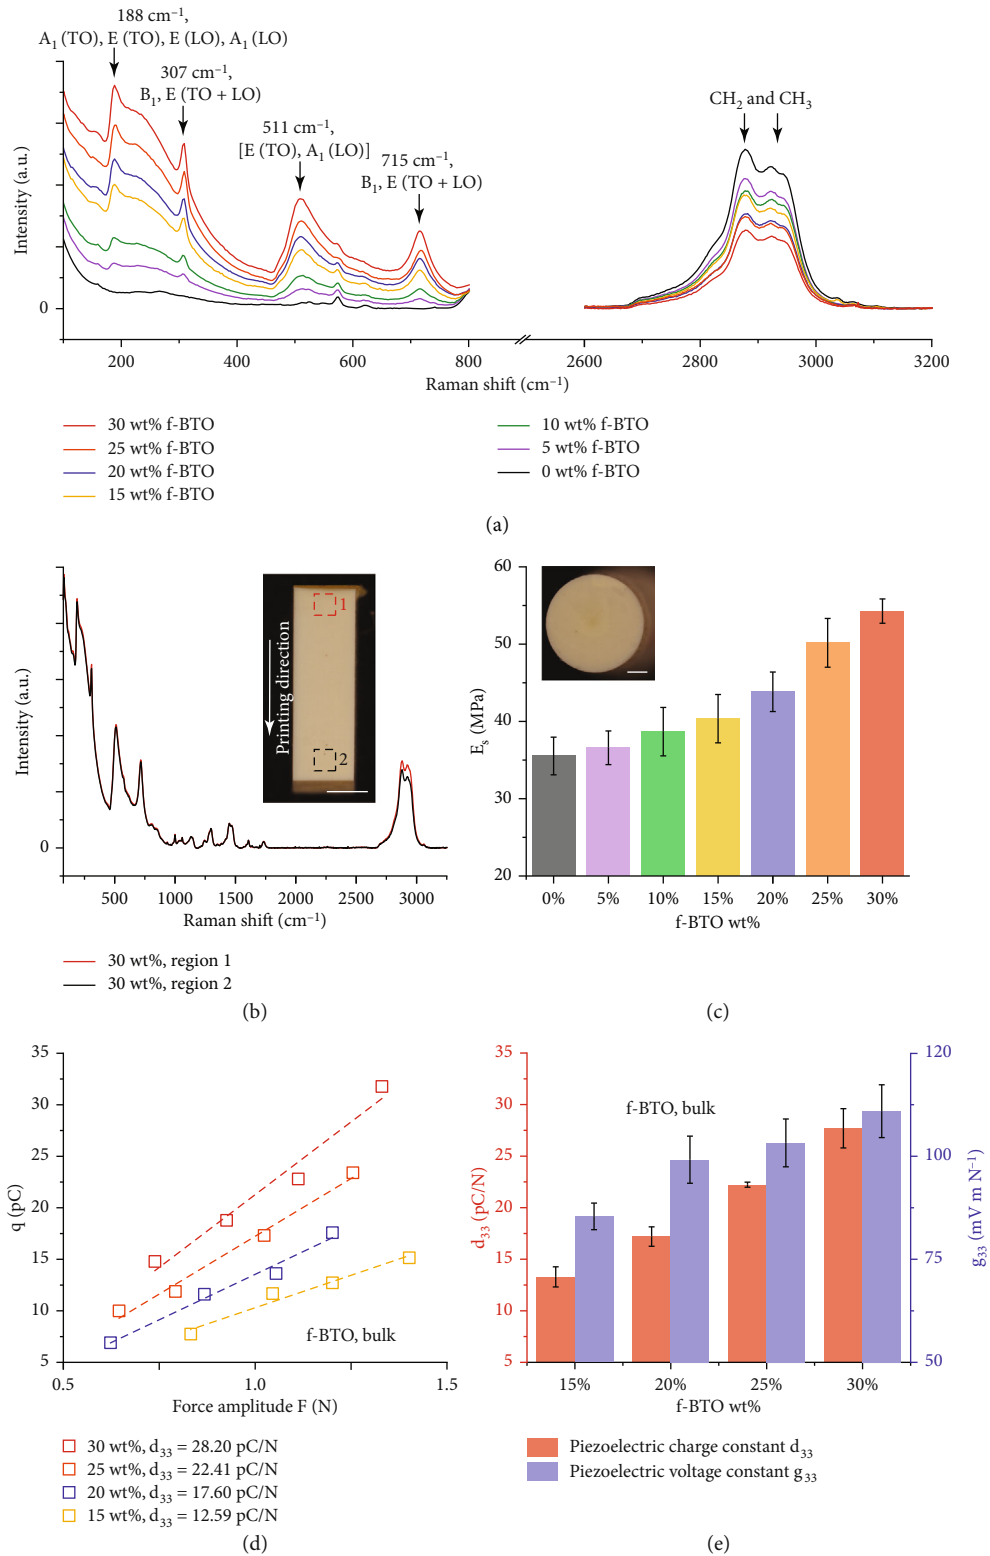 188 cm⁻¹,
A₁ (TO), E (TO), E (LO), A₁ (LO)
307 cm⁻¹,
B₁, E (TO + LO)
511 cm⁻¹,
[E (TO), A₁ (LO)]
715 cm⁻¹,
B₁, E (TO + LO)
CH₂ and CH₃
Intensity (a.u.)
0
200 400 600 800 2600 2800 3000 3200
Raman shift (cm⁻¹)
30 wt% f-BTO
25 wt% f-BTO
20 wt% f-BTO
15 wt% f-BTO
10 wt% f-BTO
5 wt% f-BTO
0 wt% f-BTO
(a)
Intensity (a.u.)
0
Printing direction
1
2
500 1000 1500 2000 2500 3000
Raman shift (cm⁻¹)
30 wt%, region 1
30 wt%, region 2
(b)
Eₛ (MPa)
60
50
40
30
20
0% 5% 10% 15% 20% 25% 30%
f-BTO wt%
(c)
q (pC)
35
30
25
20
15
10
5
f-BTO, bulk
0.5 1.0 1.5
Force amplitude F (N)
30 wt%, d₃₃ = 28.20 pC/N
25 wt%, d₃₃ = 22.41 pC/N
20 wt%, d₃₃ = 17.60 pC/N
15 wt%, d₃₃ = 12.59 pC/N
(d)
d₃₃ (pC/N)
35
30
25
20
15
10
5
f-BTO, bulk
120
100
75
50
g₃₃ (mV m N⁻¹)
15% 20% 25% 30%
f-BTO wt%
Piezoelectric charge constant d₃₃
Piezoelectric voltage constant g₃₃
(e)